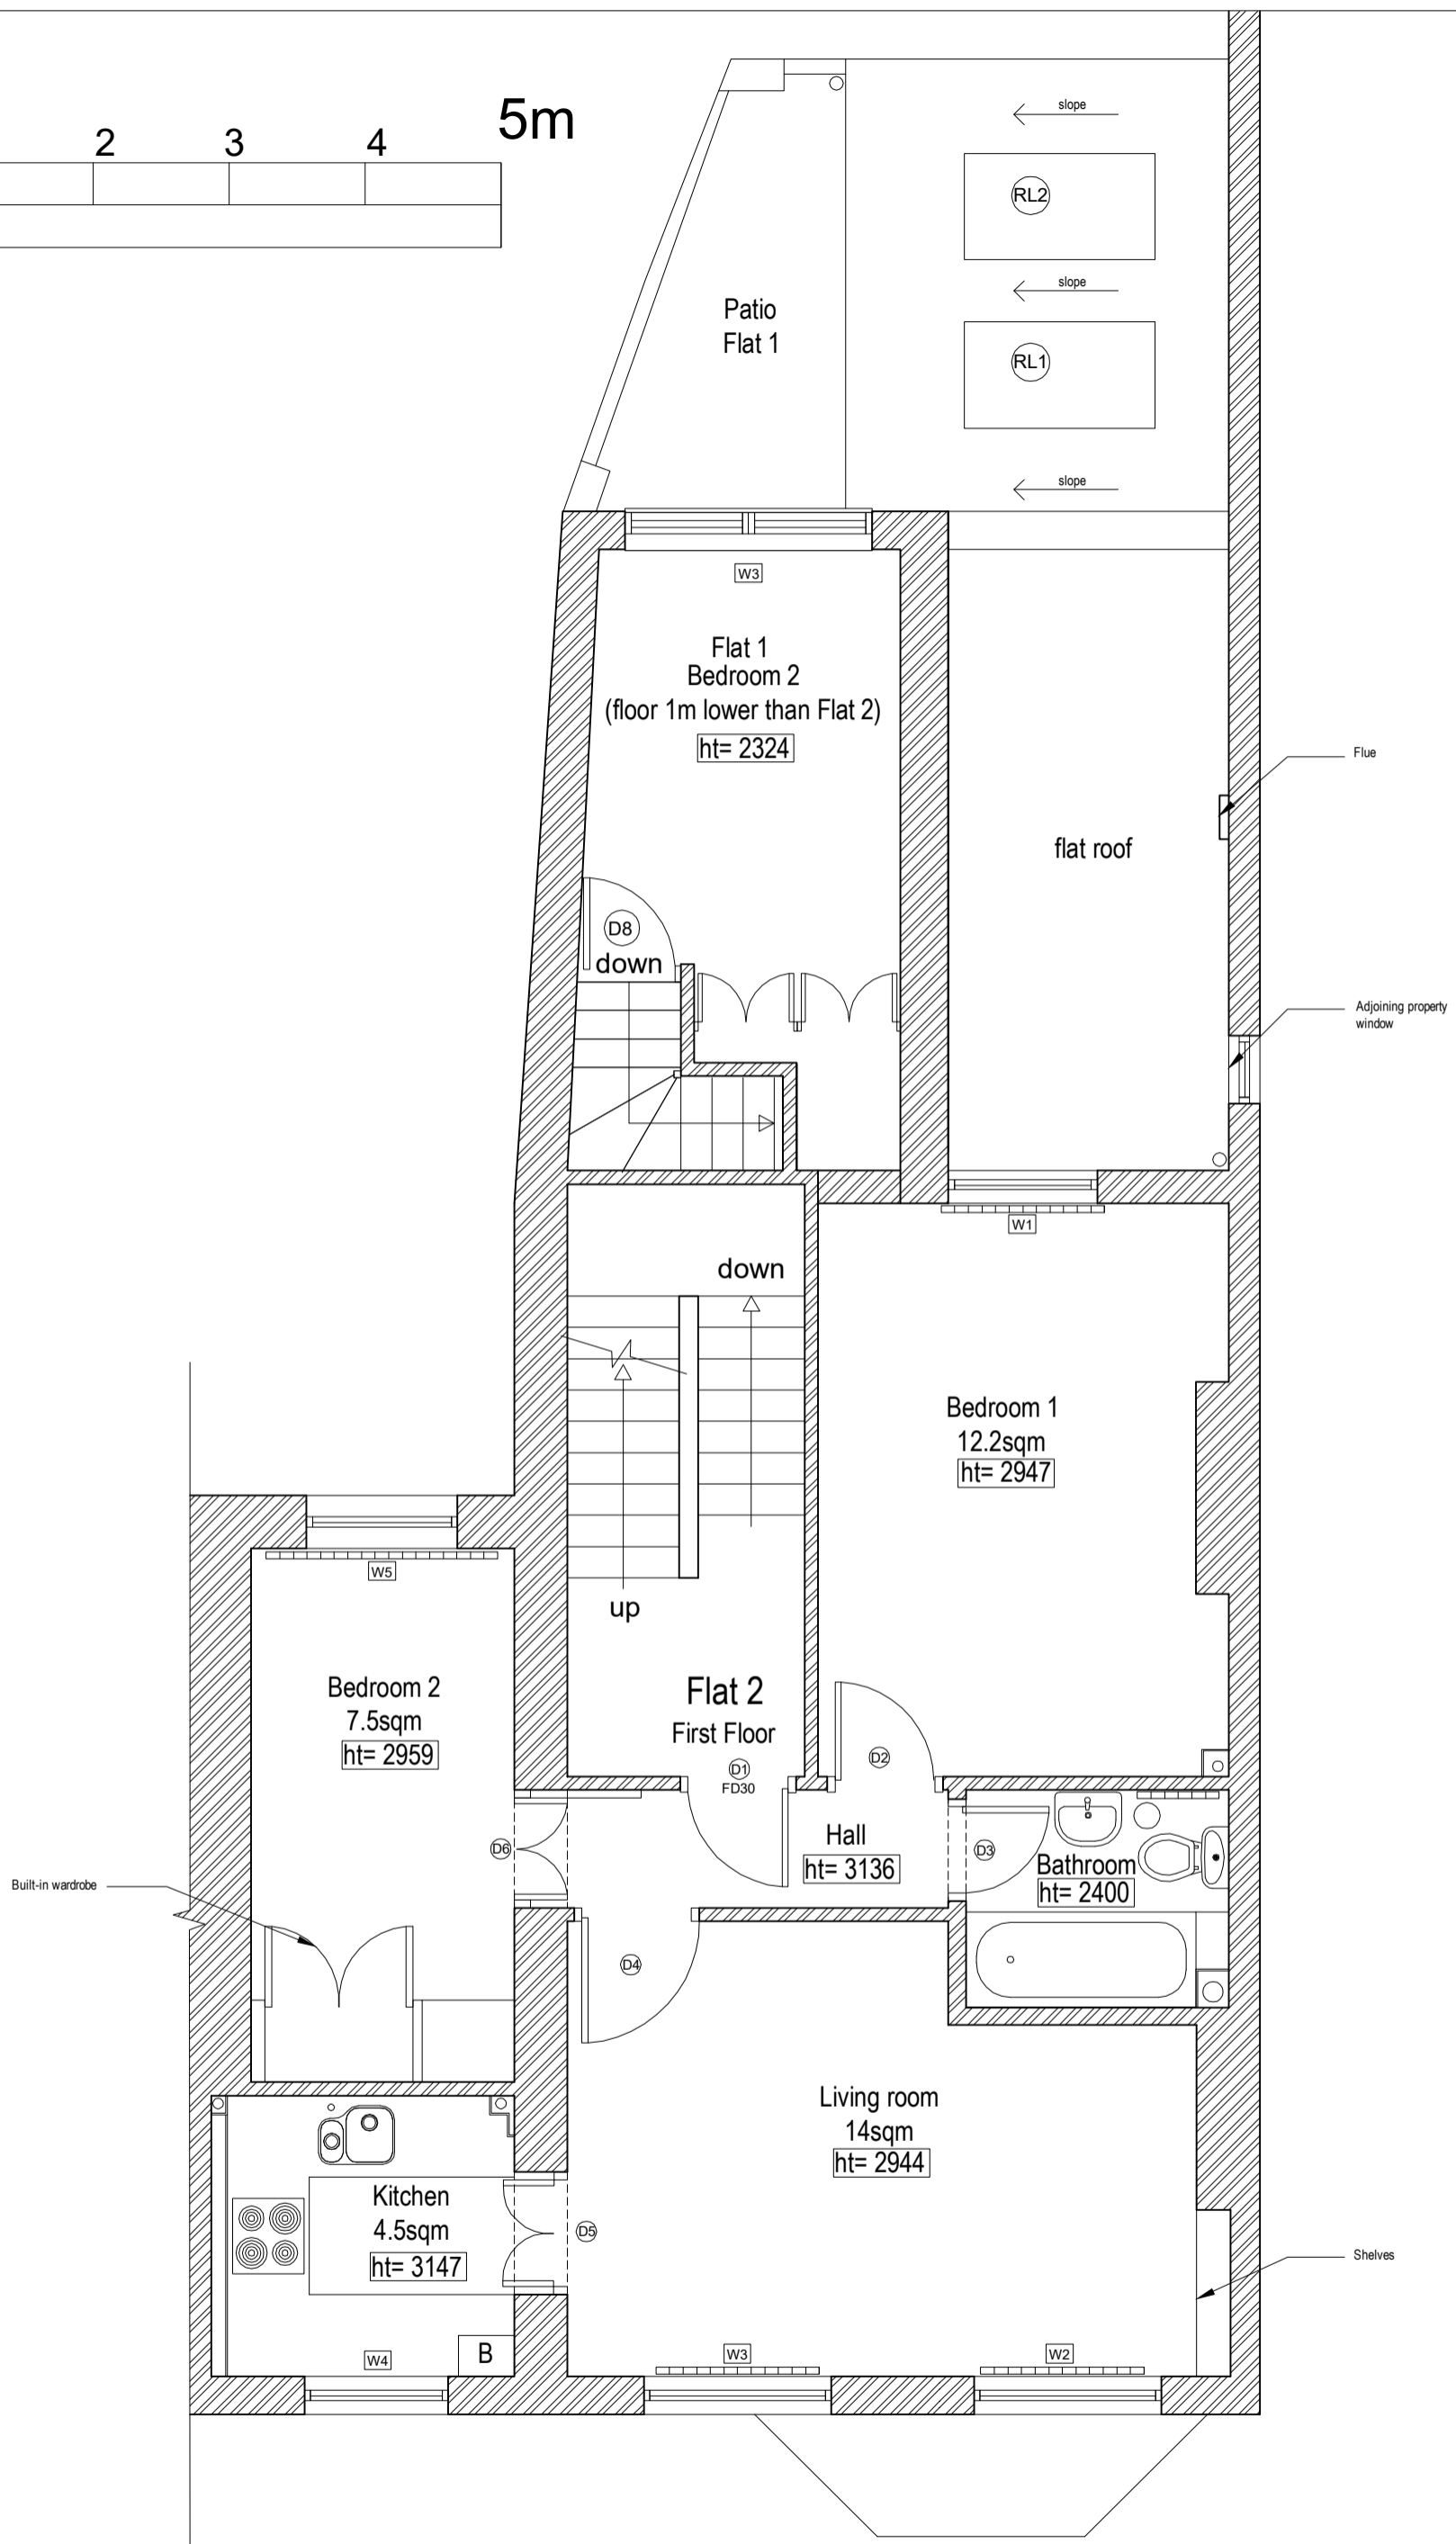 5m
2 3 4
slope
RL2
slope
Patio
Flat 1
RL1
slope
W3
Flat 1
Bedroom 2
(floor 1m lower than Flat 2)
ht= 2324
Flue
flat roof
D8
down
Adjoining property
window
W1
down
Bedroom 1
12.2sqm
ht= 2947
W5
up
Bedroom 2
7.5sqm
ht= 2959
Flat 2
First Floor
D1
FD30
D2
Hall
ht= 3136
D3
Bathroom
ht= 2400
D6
Built-in wardrobe
D4
Living room
14sqm
ht= 2944
Kitchen
4.5sqm
ht= 3147
D5
Shelves
B
W4
W3
W2